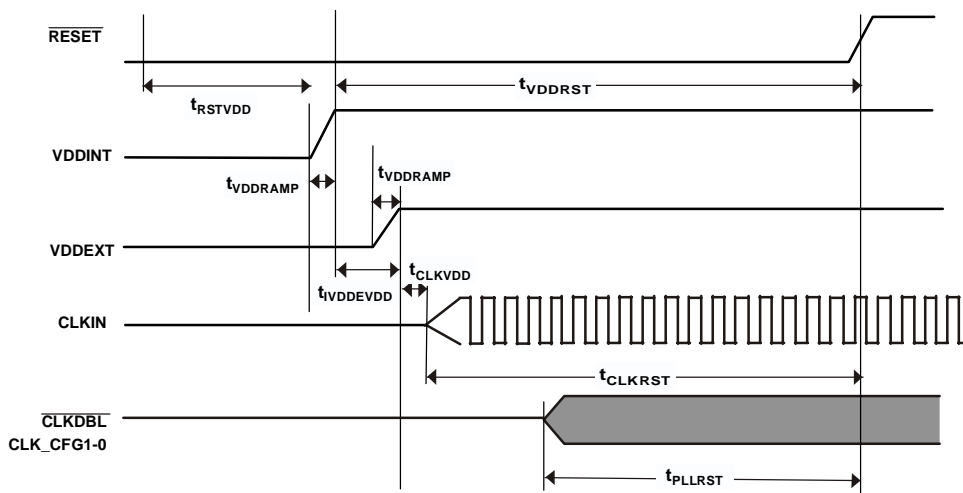 RESET
tVDDRST
tRSTVDD
VDDINT
tVDDRAMP
tVDDRAMP
VDDEXT
tCLKVDD
tIVDDEVDD
CLKIN
tCLKRST
CLKDBL
CLK_CFG1-0
tPLLRST